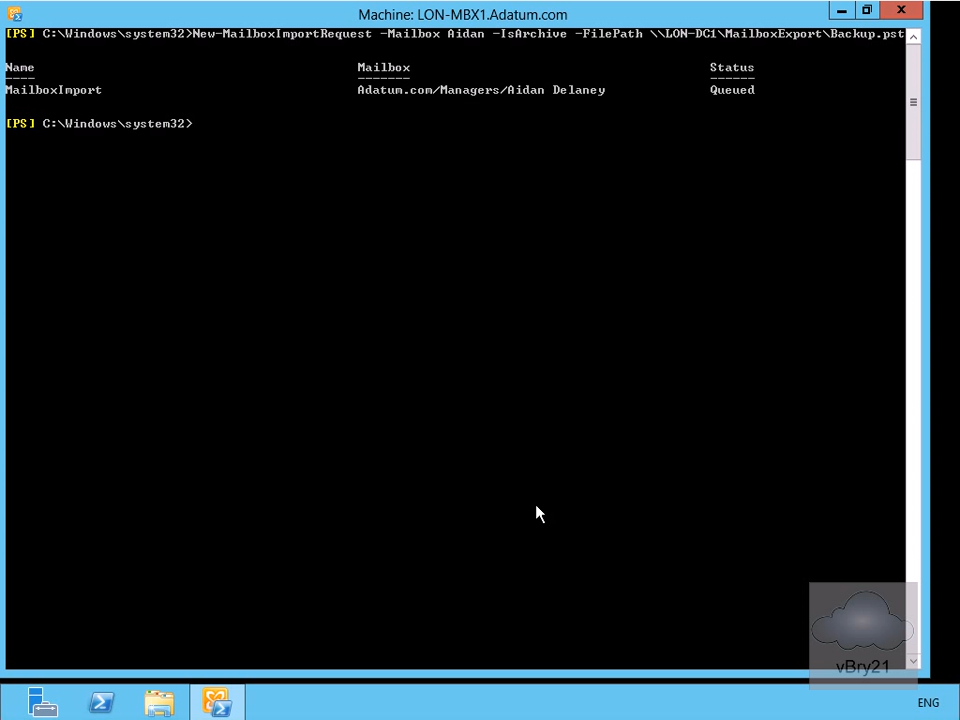 Machine: LON-MBX1.Adatum.com
[PS] C:\Windows\system32>New-MailboxImportRequest -Mailbox Aidan -IsArchive -FilePath \\LON-DC1\MailboxExport\Backup.pst
Name Mailbox Status
---- ------- ------
MailboxImport Adatum.com/Managers/Aidan Delaney Queued
[PS] C:\Windows\system32>
vBry21
ENG